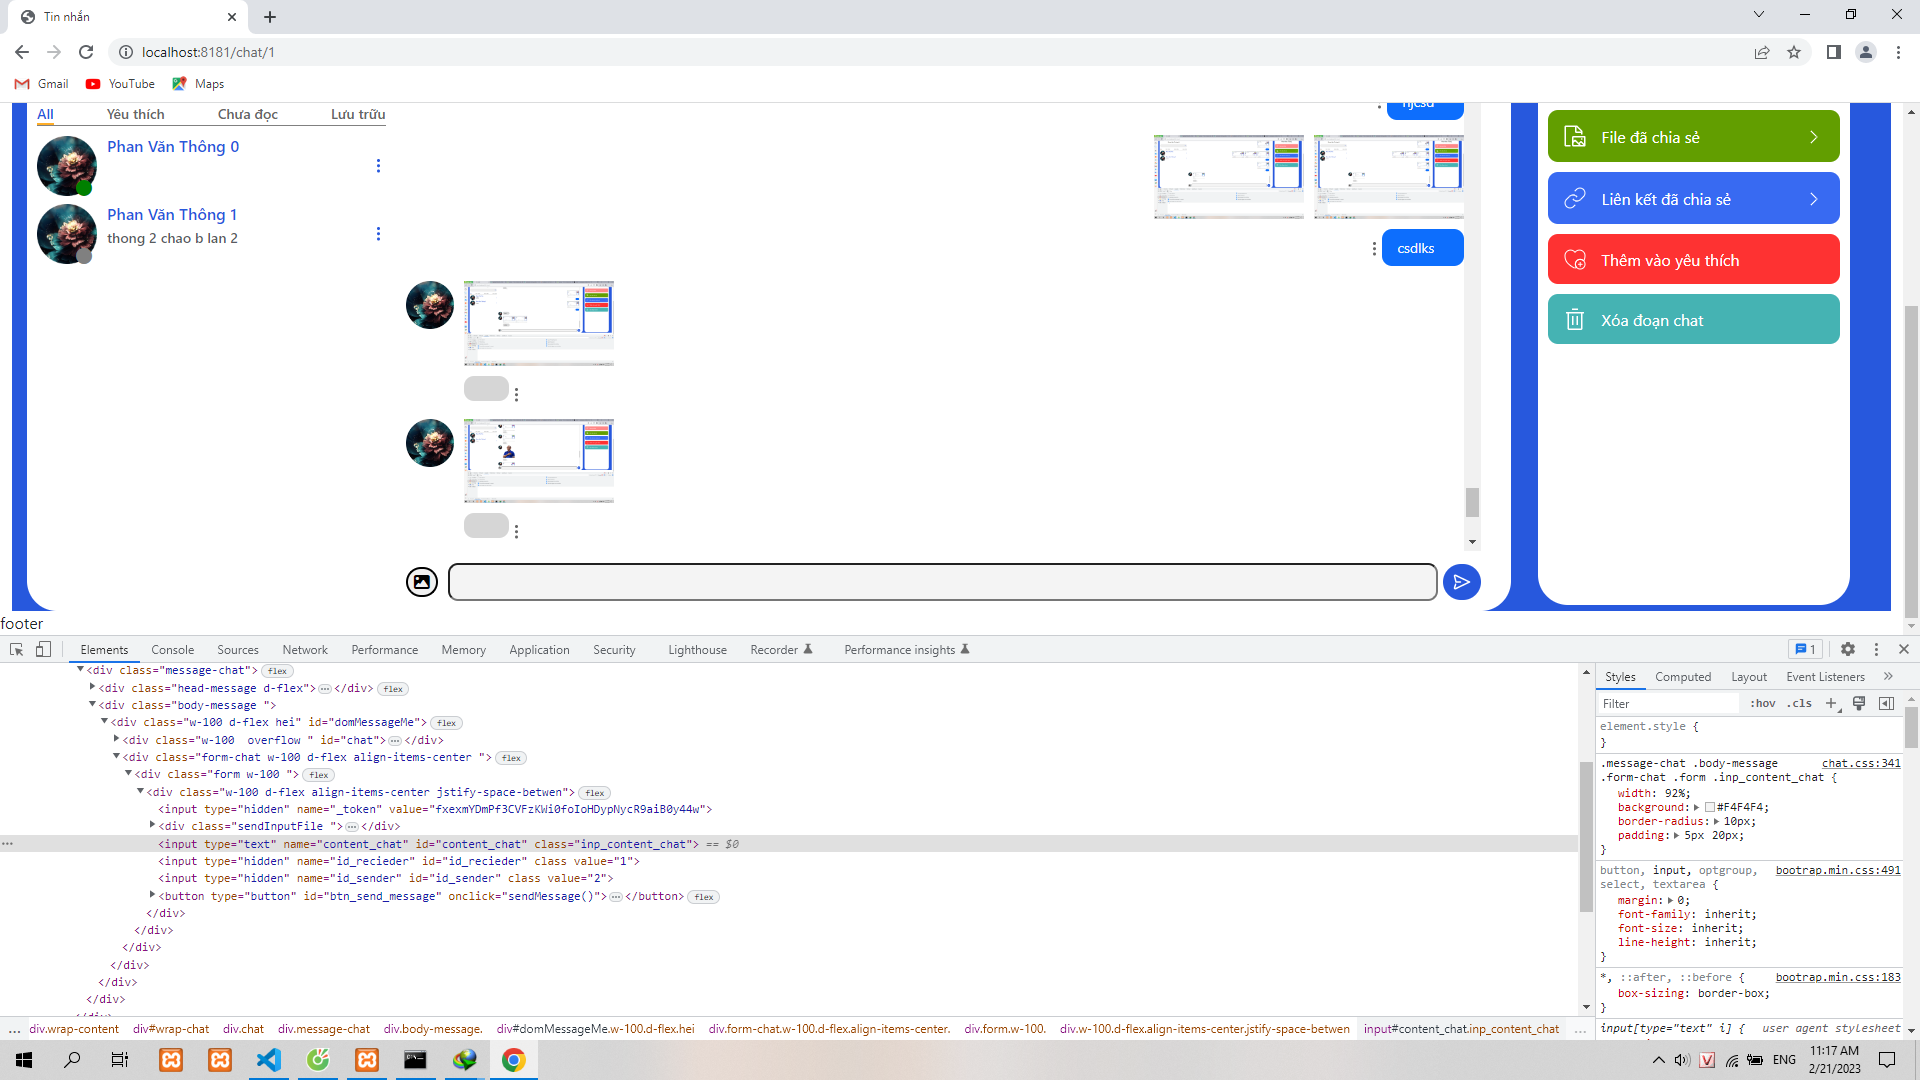 Tin nhắn
localhost:8181/chat/1
Gmail
YouTube
Maps
All
Yêu thích
Chưa đọc
Lưu trữu
Phan Văn Thông 0
Phan Văn Thông 1
thong 2 chao b lan 2
csdlks
File đã chia sẻ
Liên kết đã chia sẻ
Thêm vào yêu thích
Xóa đoạn chat
footer
Elements
Console
Sources
Network
Performance
Memory
Application
Security
Lighthouse
Recorder
Performance insights
1
<div class="message-chat"> flex
<div class="head-message d-flex"> ... </div> flex
<div class="body-message ">
<div class="w-100 d-flex hei" id="domMessageMe"> flex
<div class="w-100  overflow " id="chat"> ... </div>
<div class="form-chat w-100 d-flex align-items-center "> flex
<div class="form w-100 "> flex
<div class="w-100 d-flex align-items-center jstify-space-betwen"> flex
<input type="hidden" name="_token" value="fxexmYDmPf3CVFzKWi0foIoHDypNycR9aiB0y44w">
<div class="sendInputFile "> ... </div>
... <input type="text" name="content_chat" id="content_chat" class="inp_content_chat"> == $0
<input type="hidden" name="id_recieder" id="id_recieder" class value="1">
<input type="hidden" name="id_sender" id="id_sender" class value="2">
<button type="button" id="btn_send_message" onclick="sendMessage()"> ... </button> flex
</div>
</div>
</div>
</div>
</div>
</div>
... div.wrap-content div#wrap-chat div.chat div.message-chat div.body-message. div#domMessageMe.w-100.d-flex.hei div.form-chat.w-100.d-flex.align-items-center. div.form.w-100. div.w-100.d-flex.align-items-center.jstify-space-betwen input#content_chat.inp_content_chat ...
Styles
Computed
Layout
Event Listeners
»
Filter
:hov .cls +
element.style {
}
.message-chat .body-message chat.css:341
.form-chat .form .inp_content_chat {
width: 92%;
background: #F4F4F4;
border-radius: 10px;
padding: 5px 20px;
}
button, input, optgroup, bootrap.min.css:491
select, textarea {
margin: 0;
font-family: inherit;
font-size: inherit;
line-height: inherit;
}
*, ::after, ::before { bootrap.min.css:183
box-sizing: border-box;
}
input[type="text" i] { user agent stylesheet
ENG
11:17 AM
2/21/2023